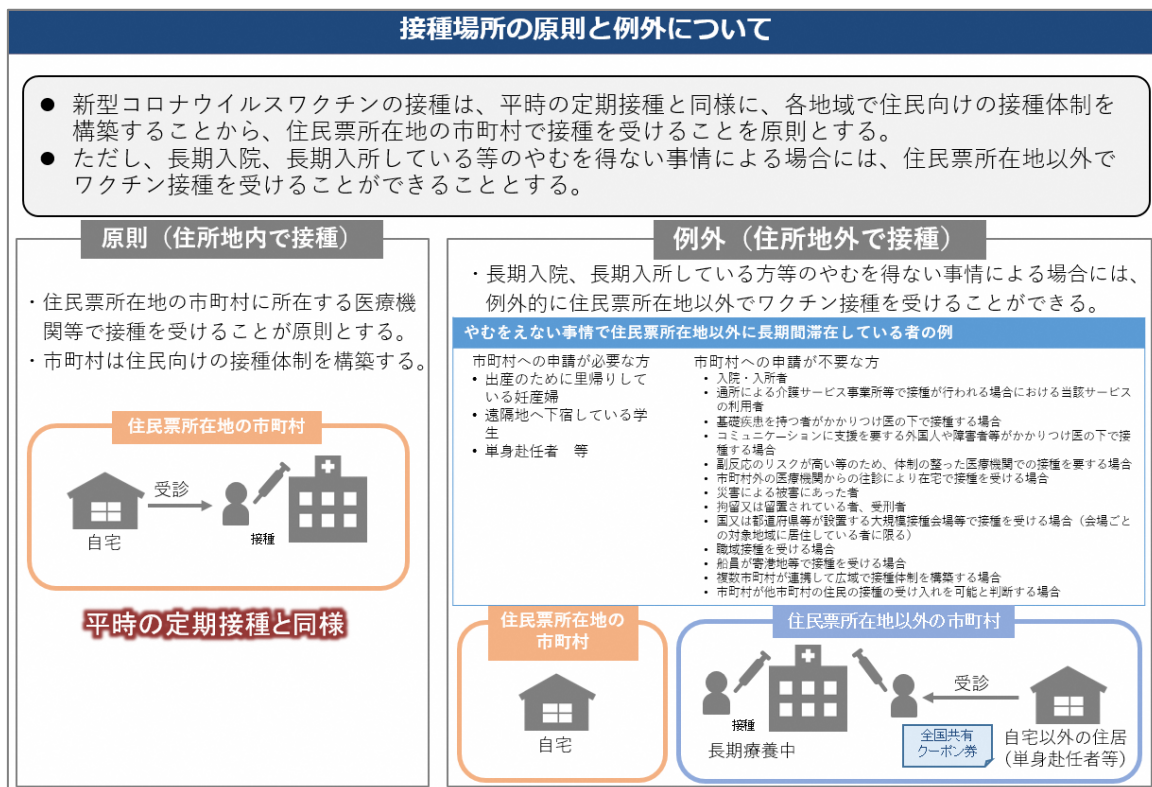 接種場所の原則と例外について
● 新型コロナウイルスワクチンの接種は、平時の定期接種と同様に、各地域で住民向けの接種体制を
構築することから、住民票所在地の市町村で接種を受けることを原則とする。
● ただし、長期入院、長期入所している等のやむを得ない事情による場合には、住民票所在地以外で
ワクチン接種を受けることができることとする。
原則（住所地内で接種）
・住民票所在地の市町村に所在する医療機
関等で接種を受けることが原則とする。
・市町村は住民向けの接種体制を構築する。
住民票所在地の市町村
受診
自宅
接種
平時の定期接種と同様
例外（住所地外で接種）
・長期入院、長期入所している方等のやむを得ない事情による場合には、
例外的に住民票所在地以外でワクチン接種を受けることができる。
やむをえない事情で住民票所在地以外に長期間滞在している者の例
市町村への申請が必要な方
• 出産のために里帰りして
いる妊産婦
• 遠隔地へ下宿している学
生
• 単身赴任者　等
市町村への申請が不要な方
• 入院・入所者
• 通所による介護サービス事業所等で接種が行われる場合における当該サービス
の利用者
• 基礎疾患を持つ者がかかりつけ医の下で接種する場合
• コミュニケーションに支援を要する外国人や障害者等がかかりつけ医の下で接
種する場合
• 副反応のリスクが高い等のため、体制の整った医療機関での接種を要する場合
• 市町村外の医療機関からの往診により在宅で接種を受ける場合
• 災害による被害にあった者
• 拘留又は留置されている者、受刑者
• 国又は都道府県等が設置する大規模接種会場等で接種を受ける場合（会場ごと
の対象地域に居住している者に限る）
• 職域接種を受ける場合
• 船員が寄港地等で接種を受ける場合
• 複数市町村が連携して広域で接種体制を構築する場合
• 市町村が他市町村の住民の接種の受け入れを可能と判断する場合
住民票所在地の
市町村
自宅
住民票所在地以外の市町村
接種
長期療養中
受診
全国共有
クーポン券
自宅以外の住居
（単身赴任者等）